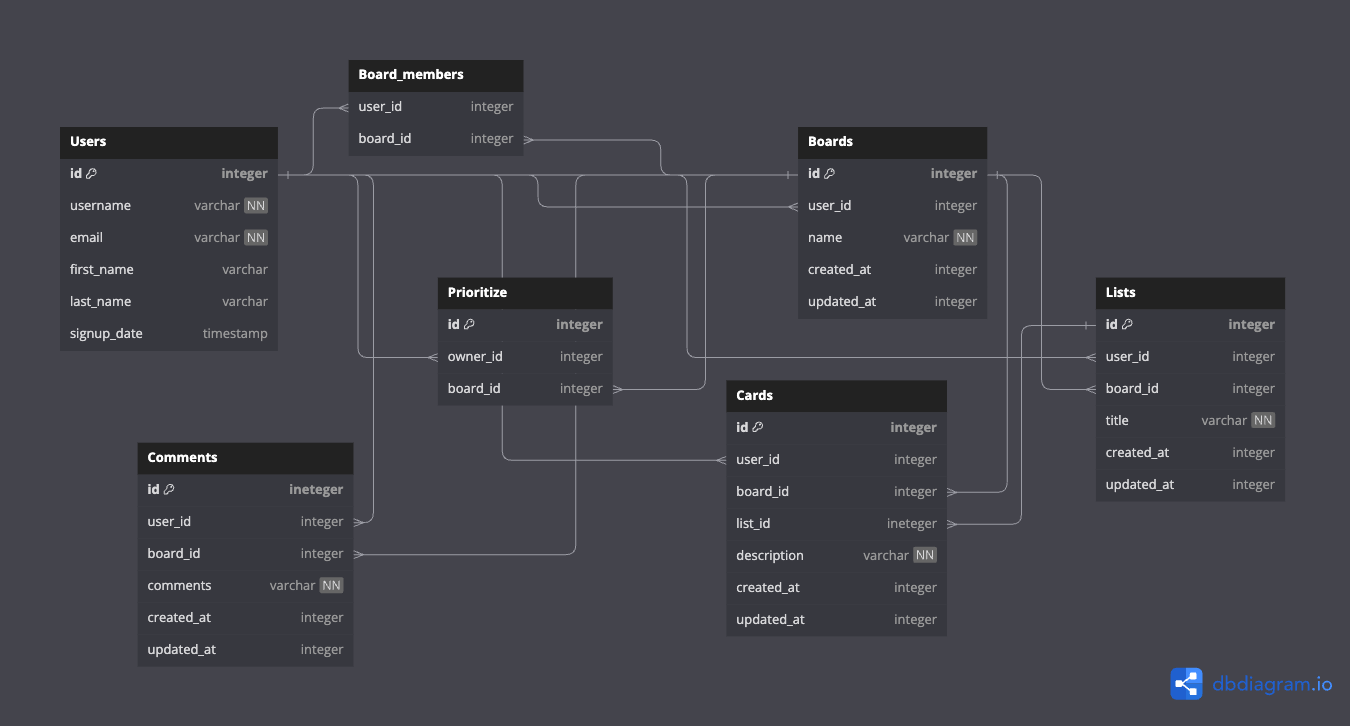 Board_members
user_id integer
board_id integer
Users
id integer
username varchar NN
email varchar NN
first_name varchar
last_name varchar
signup_date timestamp
Boards
id integer
user_id integer
name varchar NN
created_at integer
updated_at integer
Prioritize
id integer
owner_id integer
board_id integer
Lists
id integer
user_id integer
board_id integer
title varchar NN
created_at integer
updated_at integer
Cards
id integer
user_id integer
board_id integer
list_id ineteger
description varchar NN
created_at integer
updated_at integer
Comments
id ineteger
user_id integer
board_id integer
comments varchar NN
created_at integer
updated_at integer
dbdiagram.io